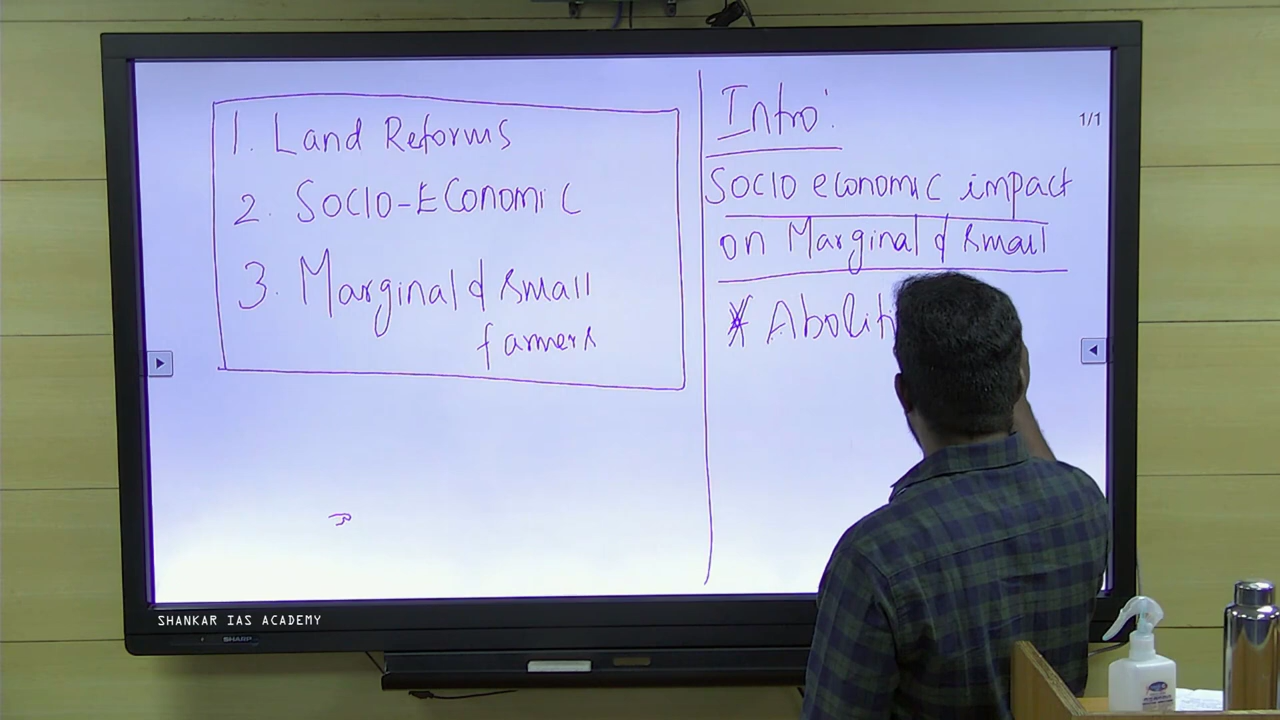 1. Land Reforms
2. Socio-Economic
3. Marginal & small
farmers
Intro:
Socio economic impact
on Marginal & small
* Aboliti
1/1
SHANKAR IAS ACADEMY
SHARP